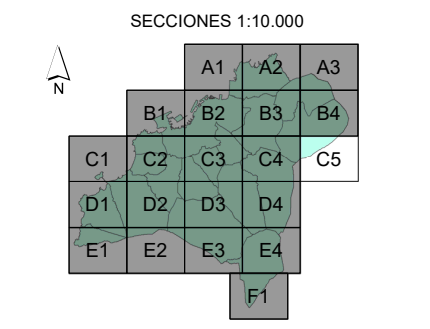 SECCIONES 1:10.000
A1 A2 A3
N
B1 B2 B3 B4
C1 C2 C3 C4 C5
D1 D2 D3 D4
E1 E2 E3 E4
F1